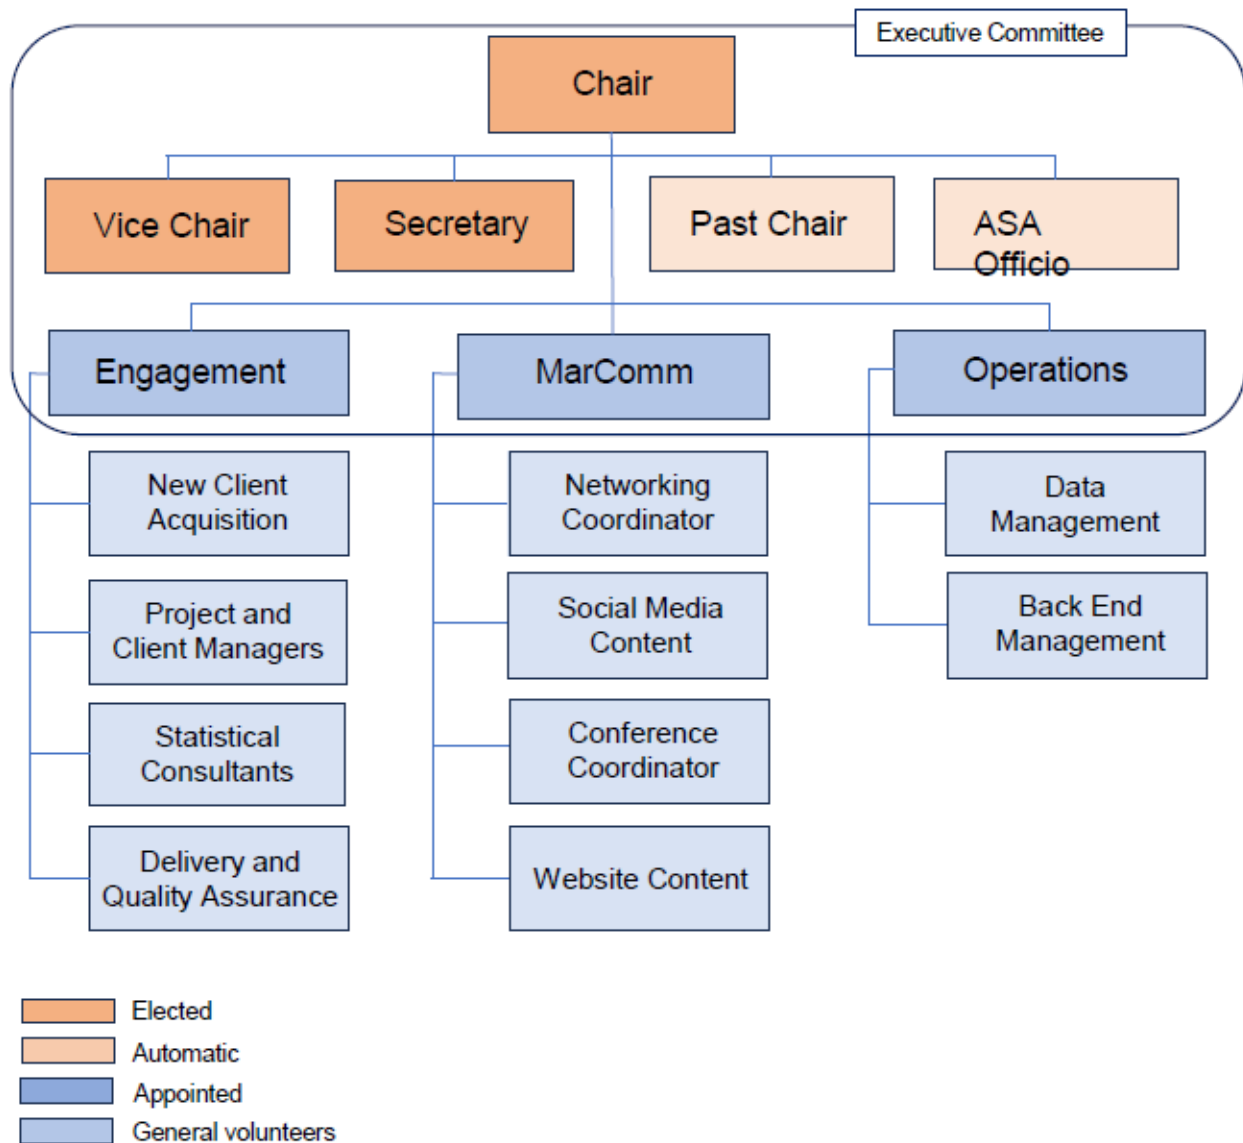 Executive Committee
Chair
Vice Chair
Secretary
Past Chair
ASA
Officio
Engagement
MarComm
Operations
New Client
Acquisition
Networking
Coordinator
Data
Management
Project and
Client Managers
Social Media
Content
Back End
Management
Statistical
Consultants
Conference
Coordinator
Delivery and
Quality Assurance
Website Content
Elected
Automatic
Appointed
General volunteers